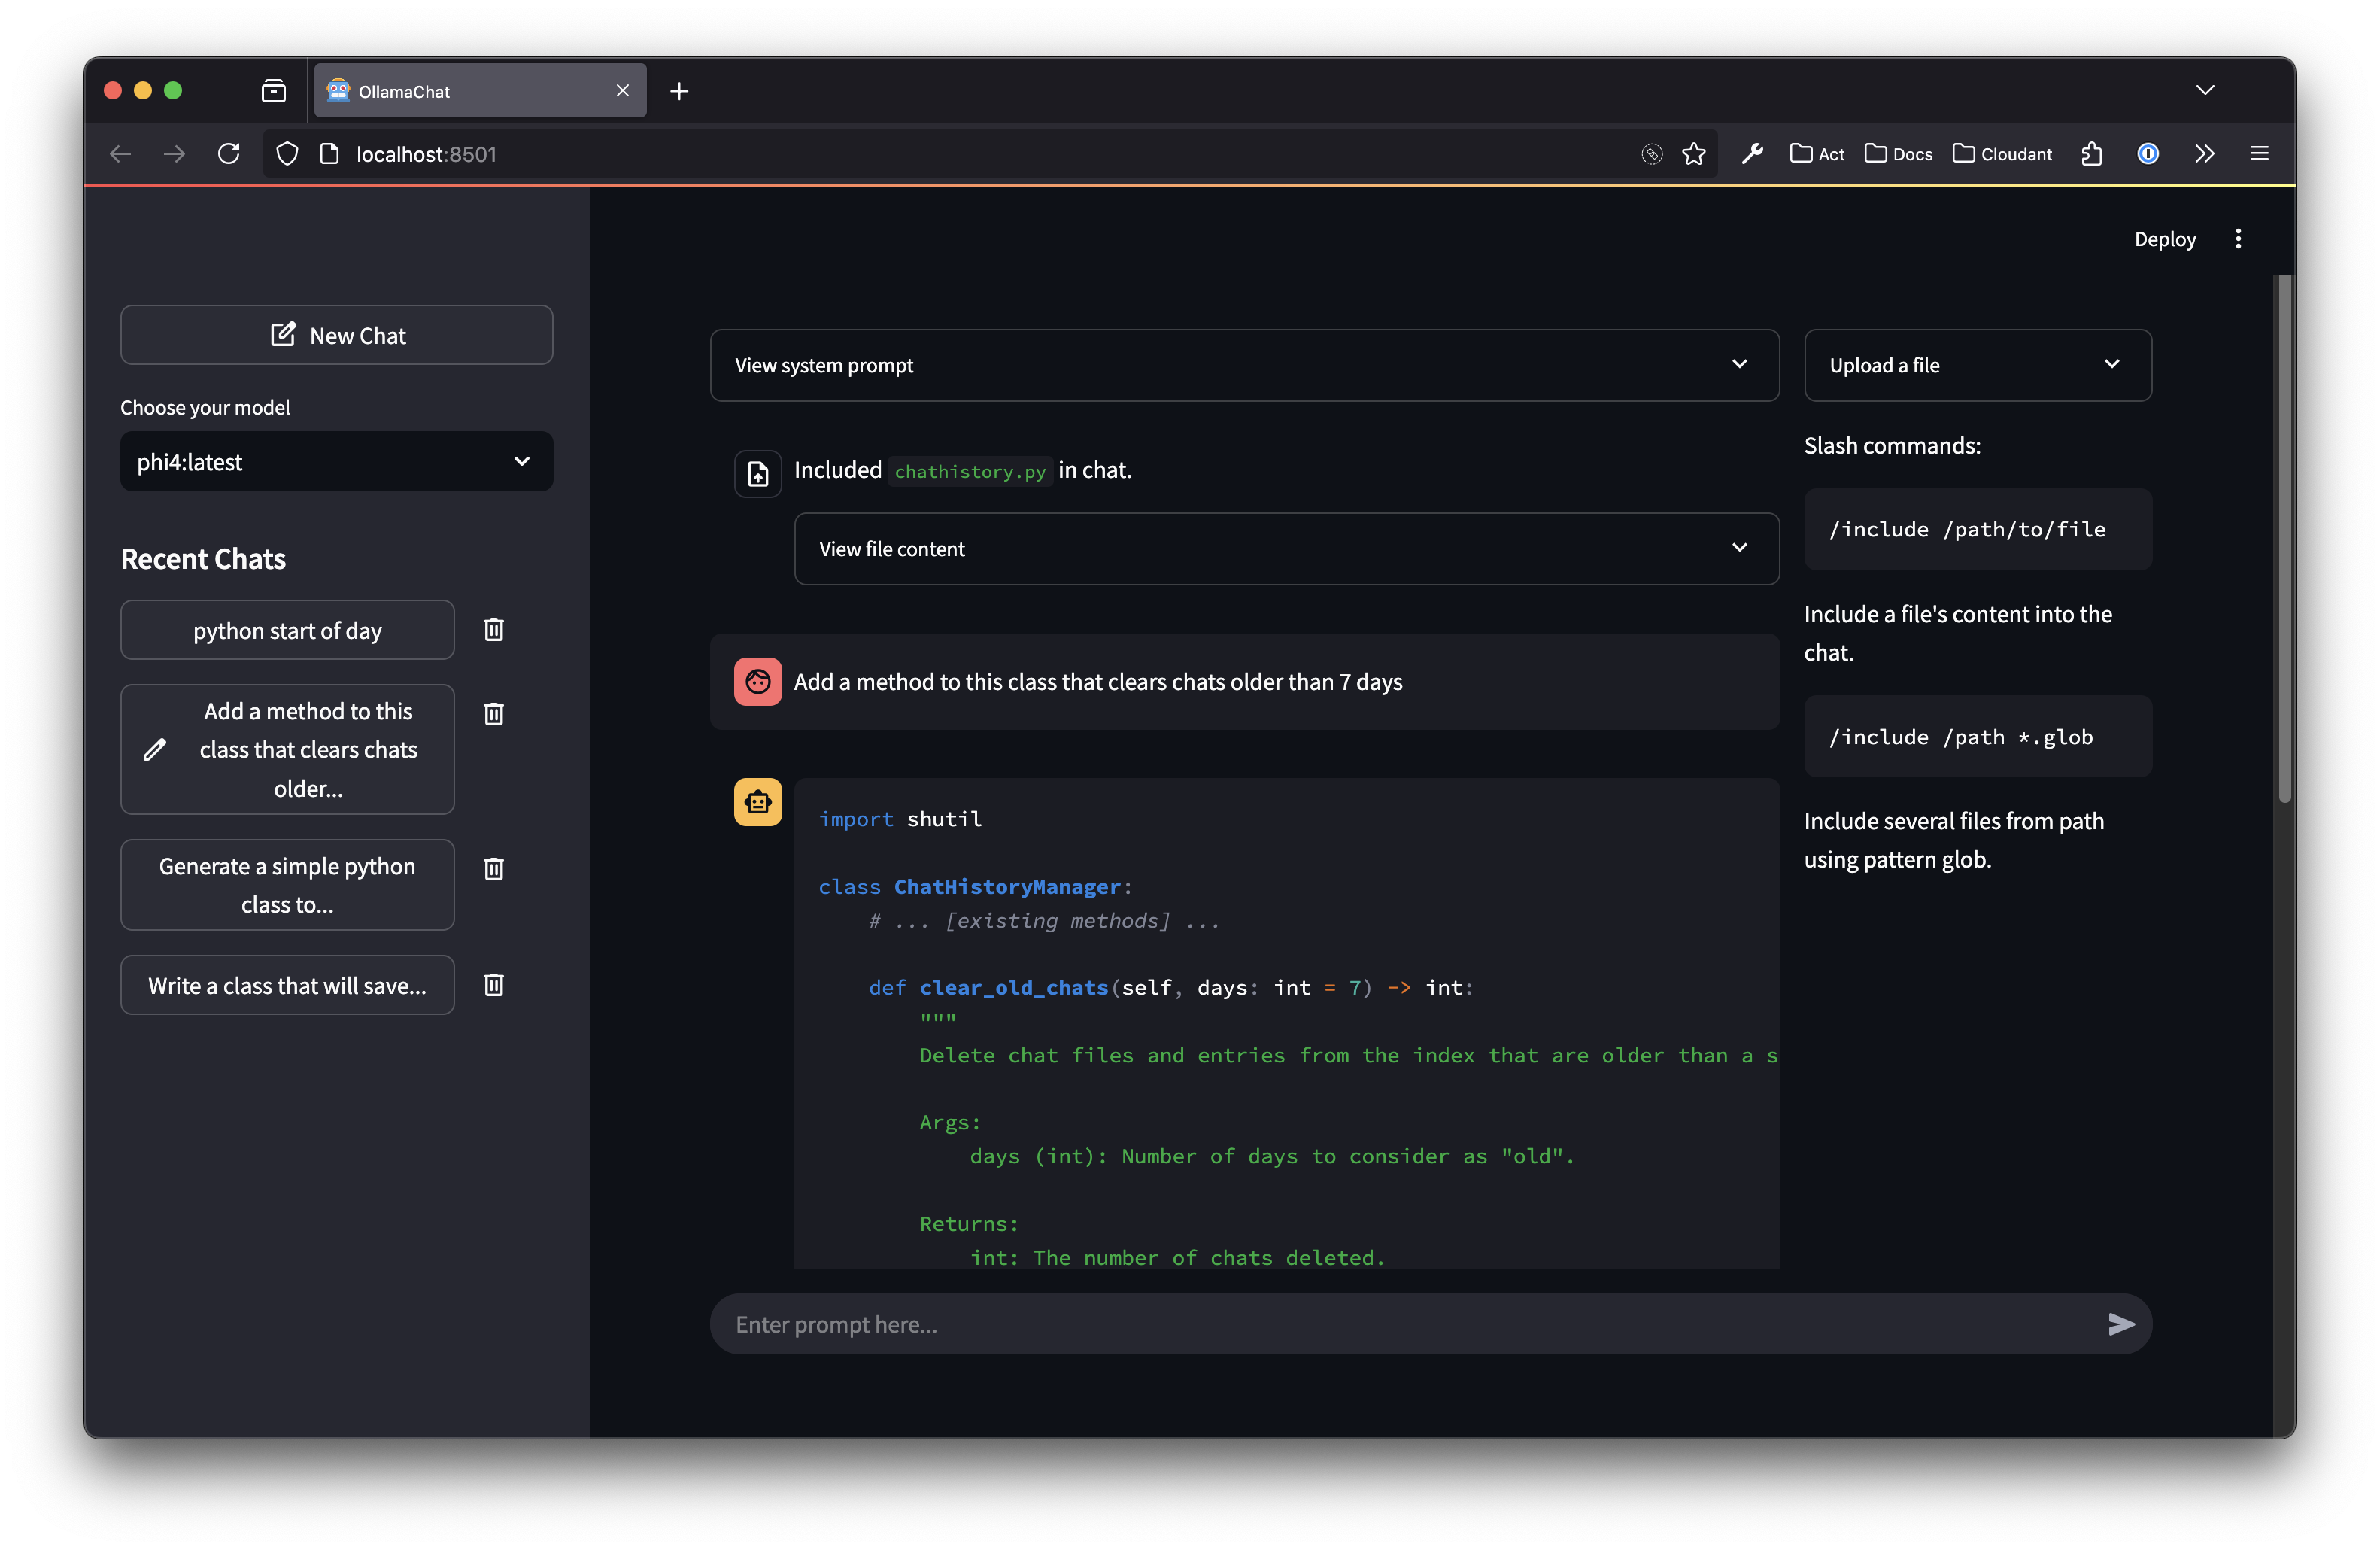 OllamaChat
localhost:8501
Act
Docs
Cloudant
Deploy
New Chat
Choose your model
phi4:latest
Recent Chats
python start of day
Add a method to this
class that clears chats
older...
Generate a simple python
class to...
Write a class that will save...
View system prompt
Included chathistory.py in chat.
View file content
Add a method to this class that clears chats older than 7 days
import shutil
class ChatHistoryManager:
# ... [existing methods] ...
def clear_old_chats(self, days: int = 7) -> int:
"""
Delete chat files and entries from the index that are older than a s
Args:
days (int): Number of days to consider as "old".
Returns:
int: The number of chats deleted.
Enter prompt here...
Upload a file
Slash commands:
/include /path/to/file
Include a file's content into the
chat.
/include /path *.glob
Include several files from path
using pattern glob.